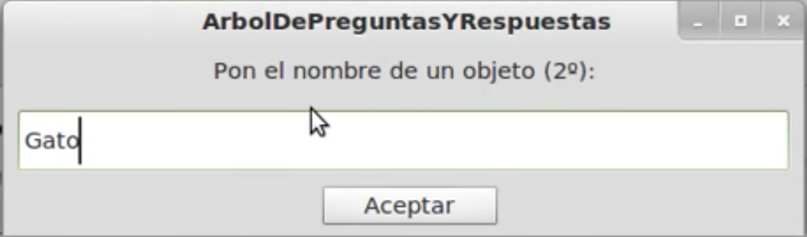 ArbolDePreguntasYRespuestas
Pon el nombre de un objeto (2º):
Gato
Aceptar